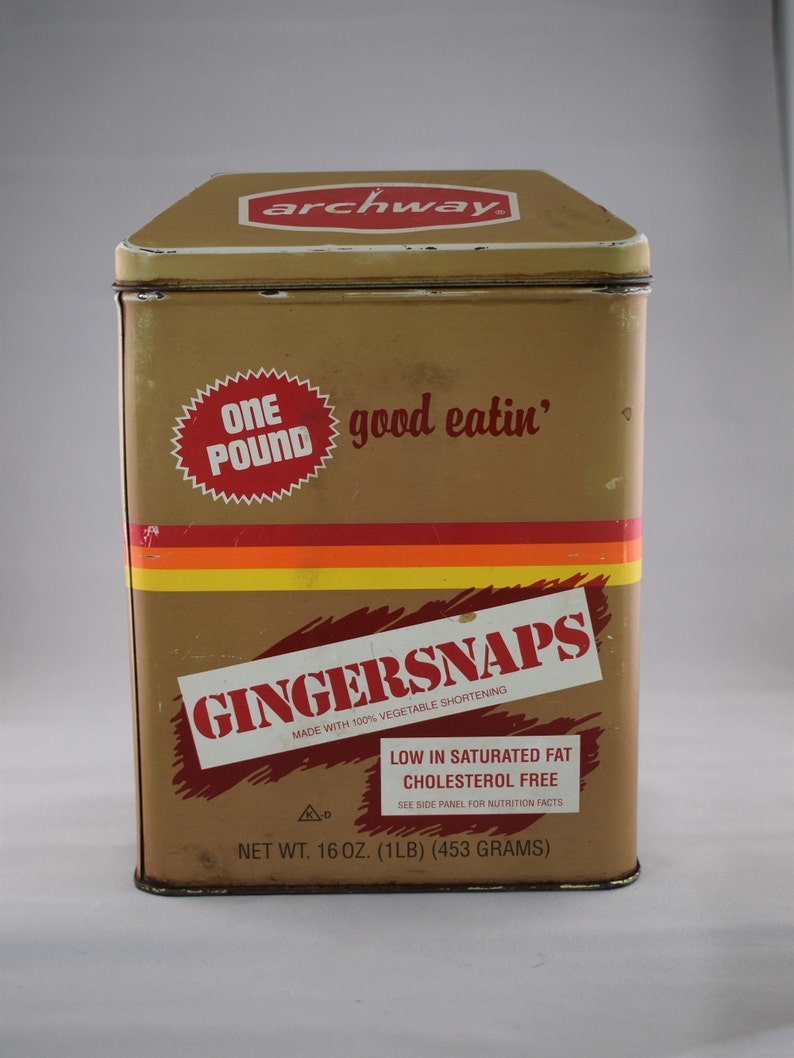 archway®
ONE
POUND
good eatin'
GINGERSNAPS
MADE WITH 100% VEGETABLE SHORTENING
LOW IN SATURATED FAT
CHOLESTEROL FREE
SEE SIDE PANEL FOR NUTRITION FACTS
K-D
NET WT. 16 OZ. (1LB) (453 GRAMS)